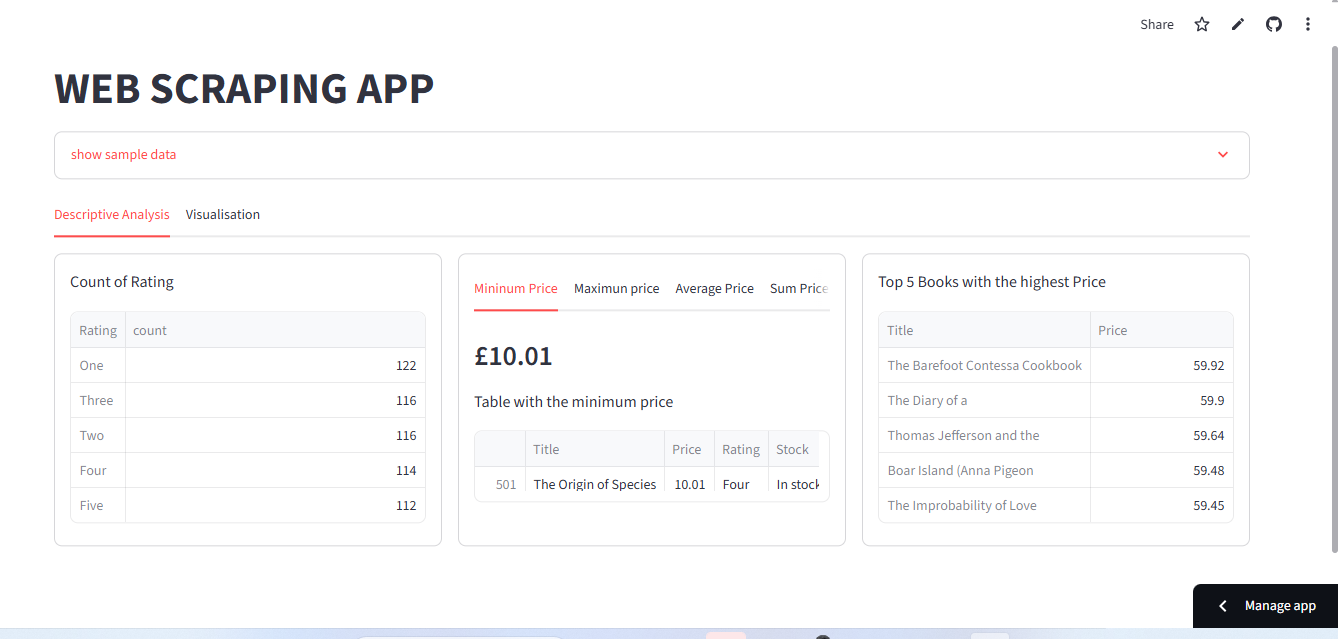 Share
WEB SCRAPING APP
show sample data
Descriptive Analysis Visualisation
Count of Rating
Rating count
One 122
Three 116
Two 116
Four 114
Five 112
Mininum Price Maximun price Average Price Sum Price
£10.01
Table with the minimum price
Title Price Rating Stock
501 The Origin of Species 10.01 Four In stock
Top 5 Books with the highest Price
Title Price
The Barefoot Contessa Cookbook 59.92
The Diary of a 59.9
Thomas Jefferson and the 59.64
Boar Island (Anna Pigeon 59.48
The Improbability of Love 59.45
Manage app